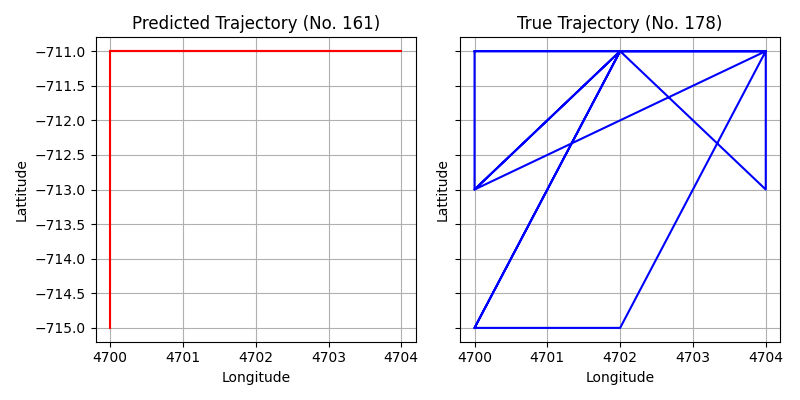 Predicted Trajectory (No. 161)
True Trajectory (No. 178)
−711.0
−711.5
−712.0
−712.5
−713.0
−713.5
−714.0
−714.5
−715.0
Lattitude
Lattitude
4700 4701 4702 4703 4704
4700 4701 4702 4703 4704
Longitude
Longitude